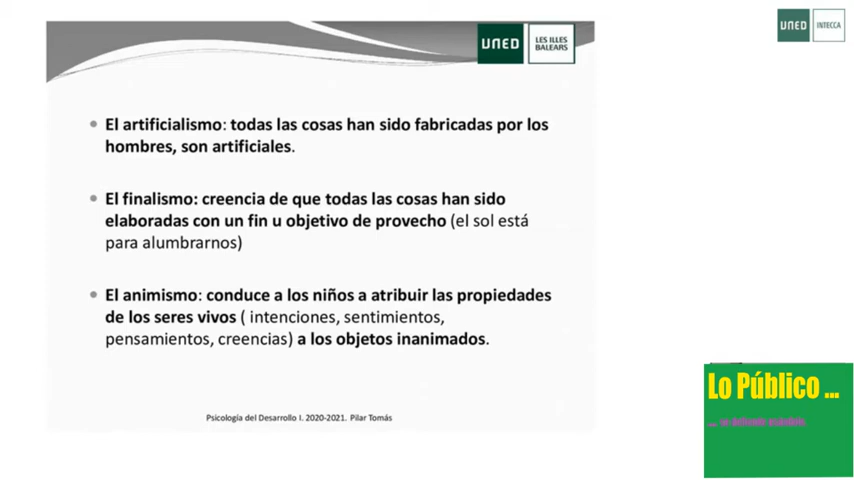 UNED
INTECCA
UNED
LES ILLES
BALEARS
El artificialismo: todas las cosas han sido fabricadas por los
hombres, son artificiales.
El finalismo: creencia de que todas las cosas han sido
elaboradas con un fin u objetivo de provecho (el sol está
para alumbrarnos)
El animismo: conduce a los niños a atribuir las propiedades
de los seres vivos ( intenciones, sentimientos,
pensamientos, creencias) a los objetos inanimados.
Psicología del Desarrollo I. 2020-2021. Pilar Tomás
Lo Público ...